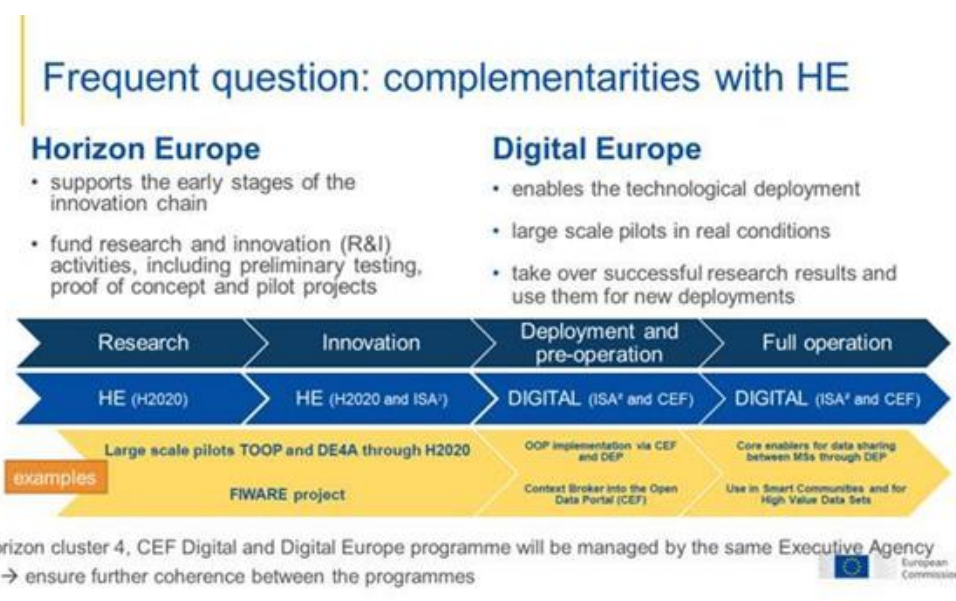 Frequent question: complementarities with HE
Horizon Europe
• supports the early stages of the
innovation chain
• fund research and innovation (R&I)
activities, including preliminary testing,
proof of concept and pilot projects
Digital Europe
• enables the technological deployment
• large scale pilots in real conditions
• take over successful research results and
use them for new deployments
Research
Innovation
Deployment and
pre-operation
Full operation
HE (H2020)
HE (H2020 and ISA²)
DIGITAL (ISA² and CEF)
DIGITAL (ISA² and CEF)
examples
Large scale pilots TOOP and DE4A through H2020
FIWARE project
OOP implementation via CEF
and DEP
Context Broker into the Open
Data Portal (CEF)
Core enablers for data sharing
between MSs through DEP
Use in Smart Communities and for
High Value Data Sets
orizon cluster 4, CEF Digital and Digital Europe programme will be managed by the same Executive Agency
→ ensure further coherence between the programmes
European
Commission